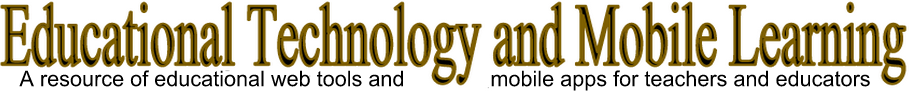 Educational Technology and Mobile Learning
A resource of educational web tools and mobile apps for teachers and educators